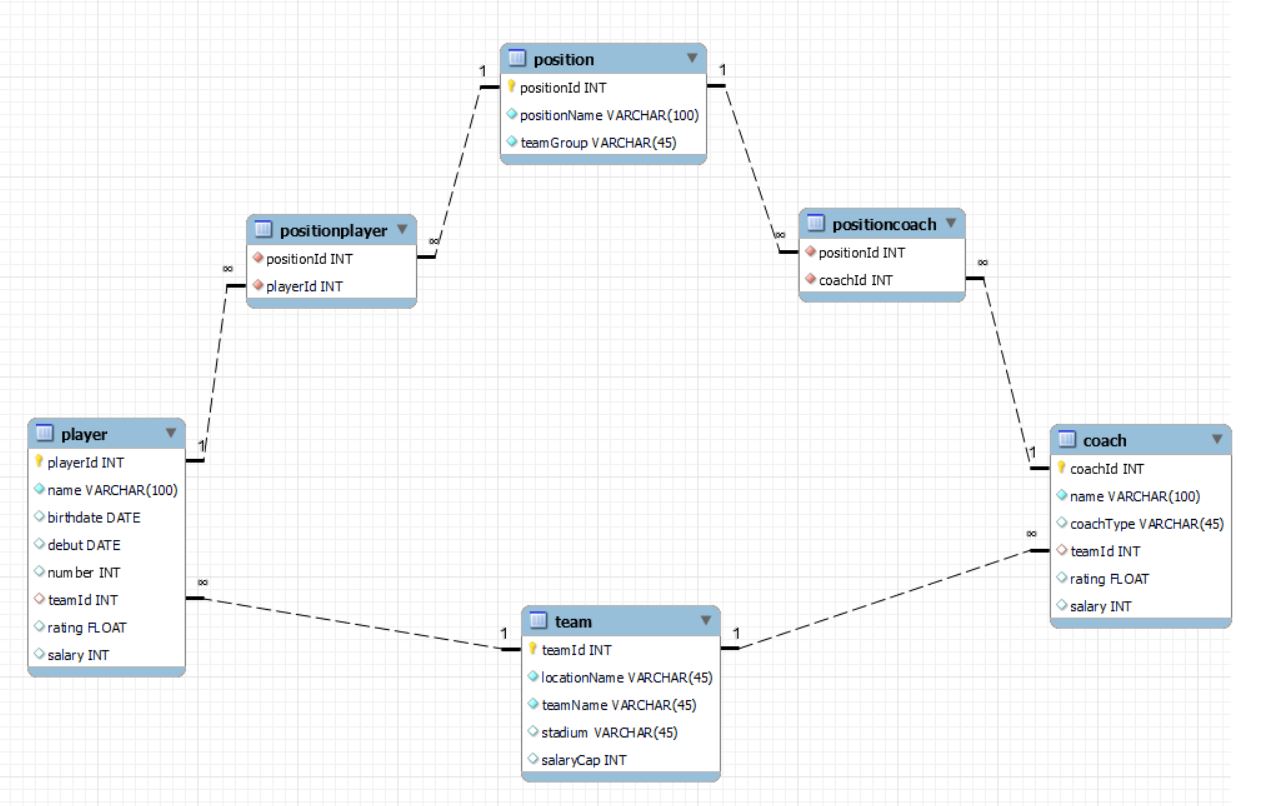 position
1
1
positionId INT
positionName VARCHAR(100)
teamGroup VARCHAR(45)
positionplayer
∞
∞
positionId INT
playerId INT
positioncoach
∞
∞
positionId INT
coachId INT
player
1
playerId INT
name VARCHAR(100)
birthdate DATE
debut DATE
number INT
∞
teamId INT
rating FLOAT
salary INT
coach
1
coachId INT
name VARCHAR(100)
coachType VARCHAR(45)
∞
teamId INT
rating FLOAT
salary INT
team
1
1
teamId INT
locationName VARCHAR(45)
teamName VARCHAR(45)
stadium VARCHAR(45)
salaryCap INT